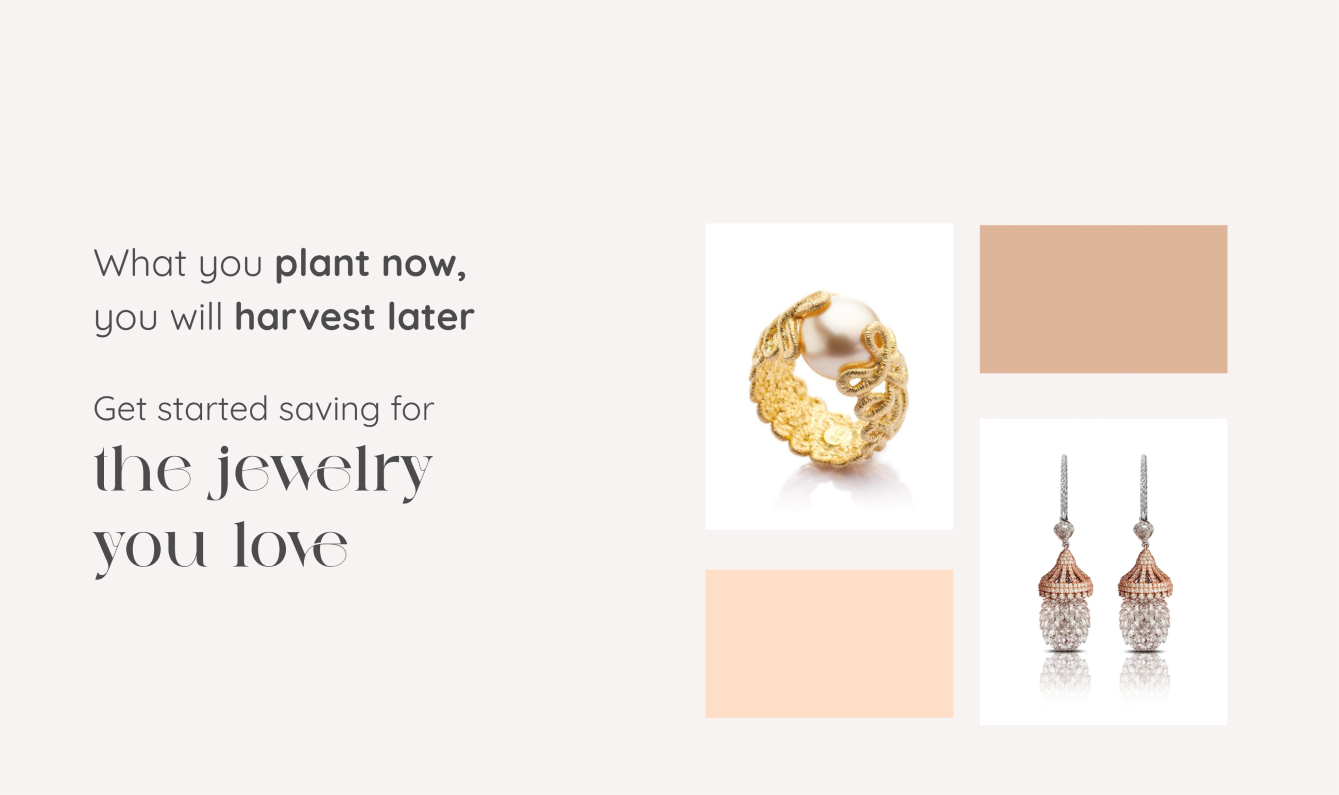 What you plant now,
you will harvest later
Get started saving for
the jewelry
you love